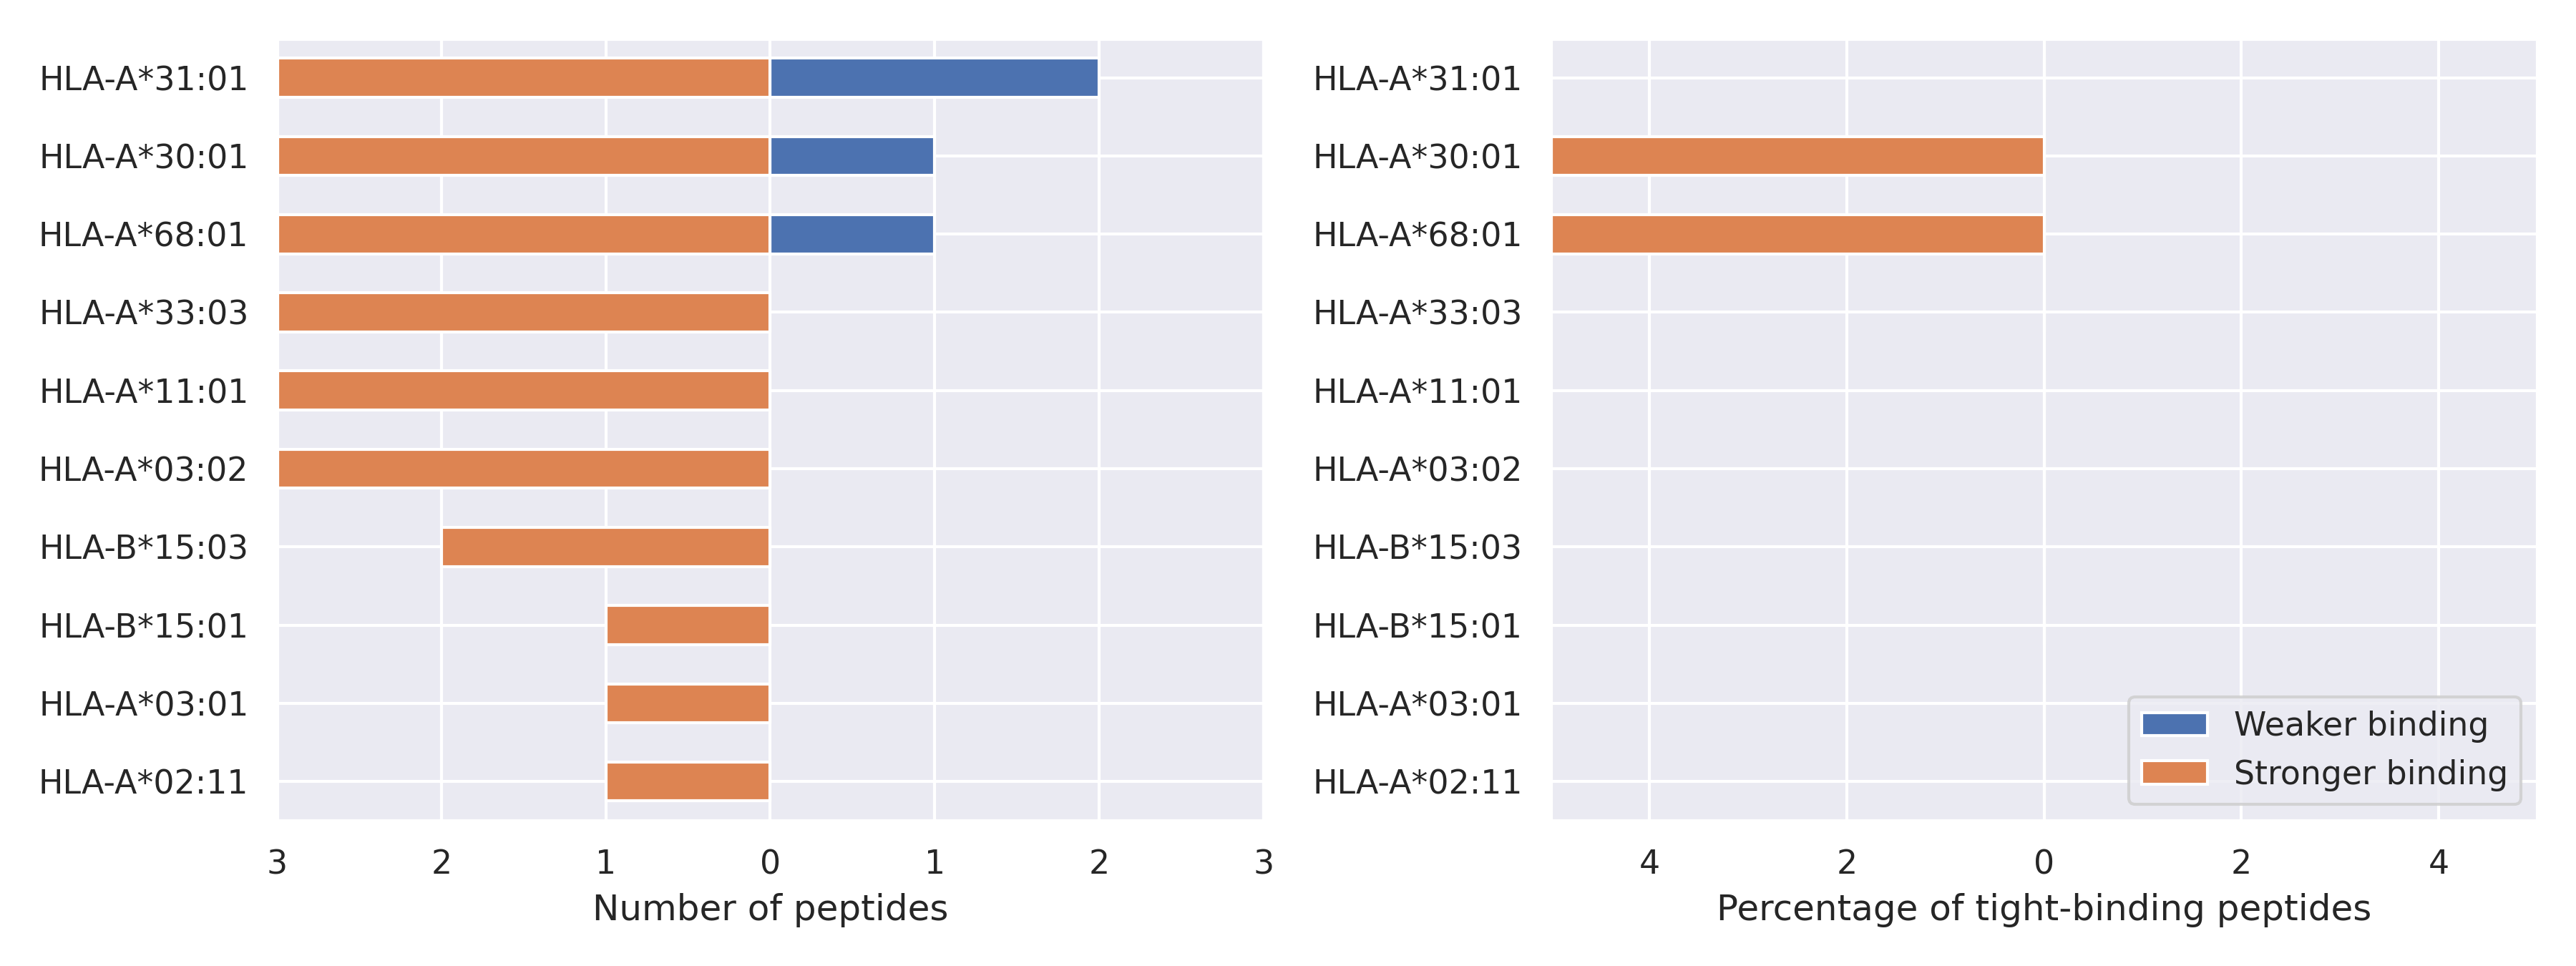 HLA-A*31:01
HLA-A*30:01
HLA-A*68:01
HLA-A*33:03
HLA-A*11:01
HLA-A*03:02
HLA-B*15:03
HLA-B*15:01
HLA-A*03:01
HLA-A*02:11
3 2 1 0 1 2 3
Number of peptides
HLA-A*31:01
HLA-A*30:01
HLA-A*68:01
HLA-A*33:03
HLA-A*11:01
HLA-A*03:02
HLA-B*15:03
HLA-B*15:01
HLA-A*03:01
HLA-A*02:11
Weaker binding
Stronger binding
4 2 0 2 4
Percentage of tight-binding peptides